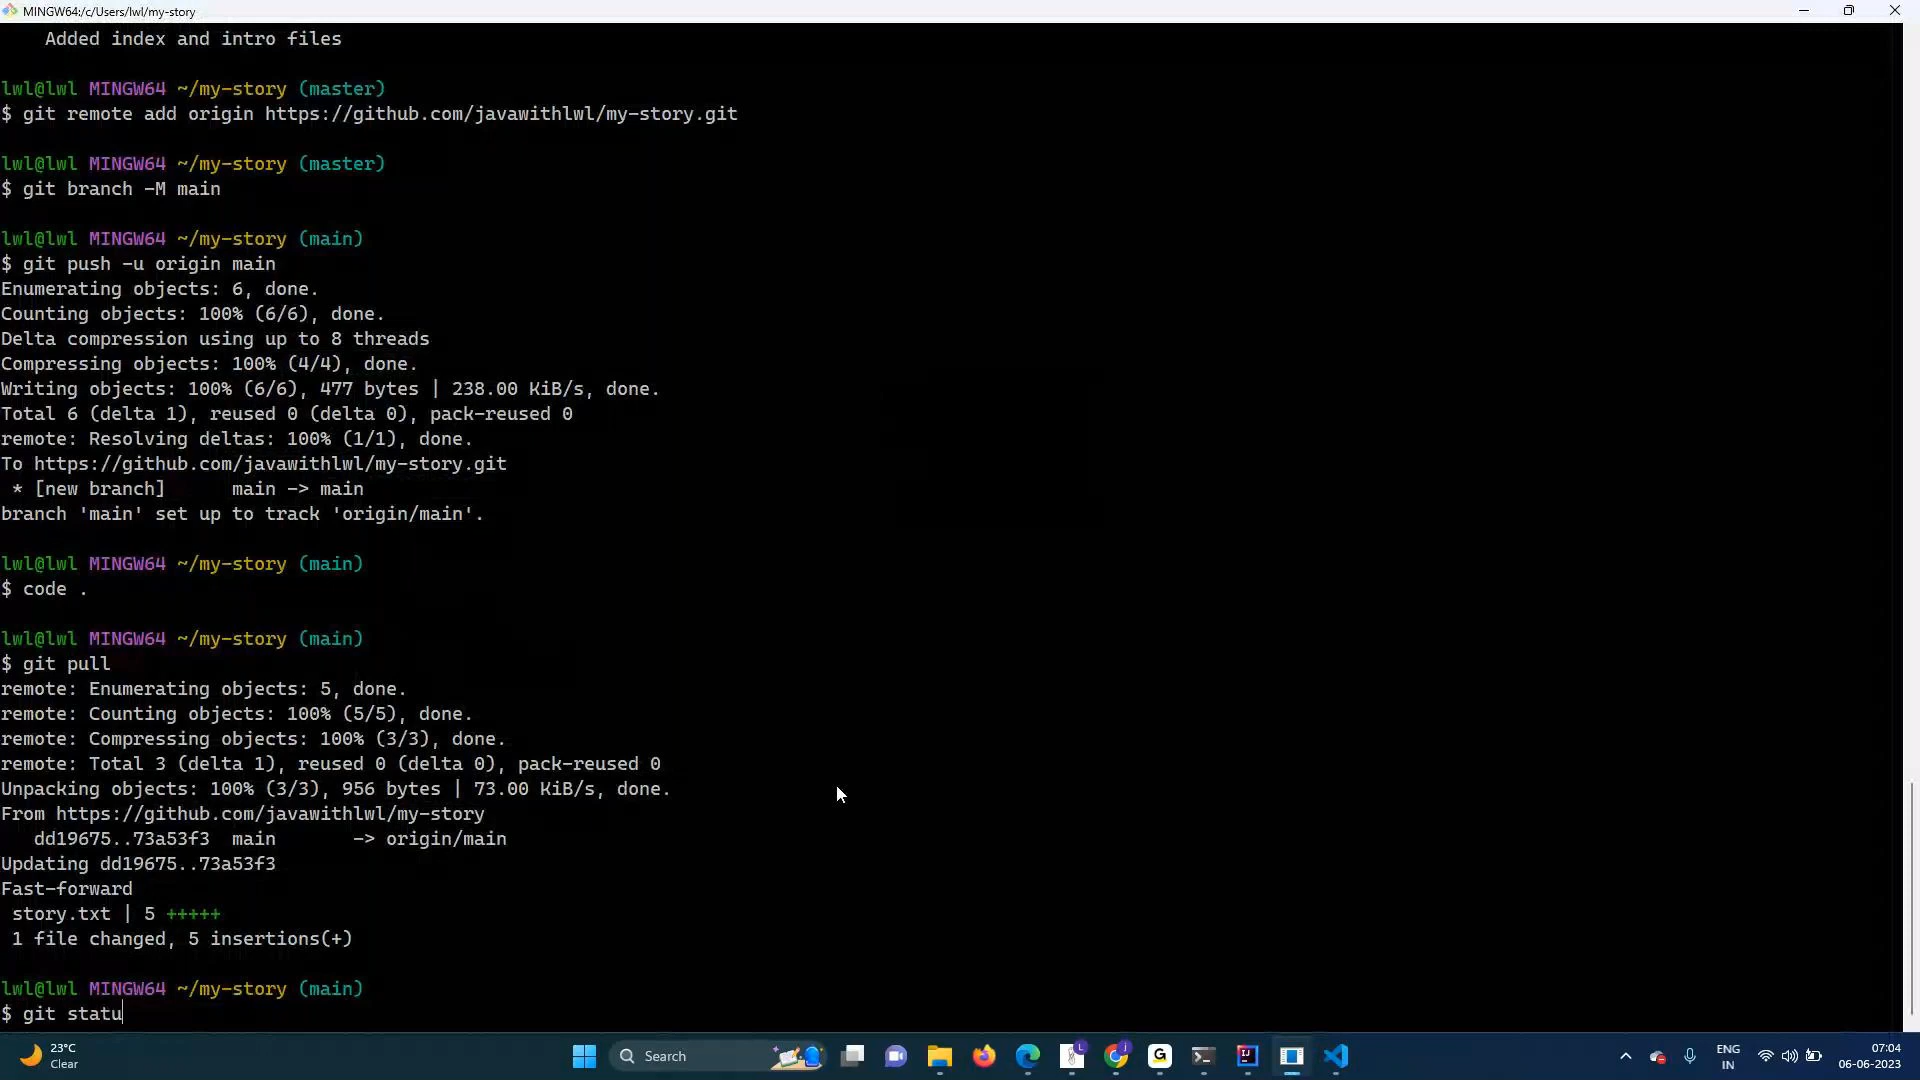 MINGW64:/c/Users/lwl/my-story
Added index and intro files
lwl@lwl MINGW64 ~/my-story (master)
$ git remote add origin https://github.com/javawithlwl/my-story.git
lwl@lwl MINGW64 ~/my-story (master)
$ git branch -M main
lwl@lwl MINGW64 ~/my-story (main)
$ git push -u origin main
Enumerating objects: 6, done.
Counting objects: 100% (6/6), done.
Delta compression using up to 8 threads
Compressing objects: 100% (4/4), done.
Writing objects: 100% (6/6), 477 bytes | 238.00 KiB/s, done.
Total 6 (delta 1), reused 0 (delta 0), pack-reused 0
remote: Resolving deltas: 100% (1/1), done.
To https://github.com/javawithlwl/my-story.git
* [new branch] main -> main
branch 'main' set up to track 'origin/main'.
lwl@lwl MINGW64 ~/my-story (main)
$ code .
lwl@lwl MINGW64 ~/my-story (main)
$ git pull
remote: Enumerating objects: 5, done.
remote: Counting objects: 100% (5/5), done.
remote: Compressing objects: 100% (3/3), done.
remote: Total 3 (delta 1), reused 0 (delta 0), pack-reused 0
Unpacking objects: 100% (3/3), 956 bytes | 73.00 KiB/s, done.
From https://github.com/javawithlwl/my-story
dd19675..73a53f3 main -> origin/main
Updating dd19675..73a53f3
Fast-forward
story.txt | 5 +++++
1 file changed, 5 insertions(+)
lwl@lwl MINGW64 ~/my-story (main)
$ git statu
23°C
Clear
Search
L
j
G
IJ
ENG
IN
07:04
06-06-2023